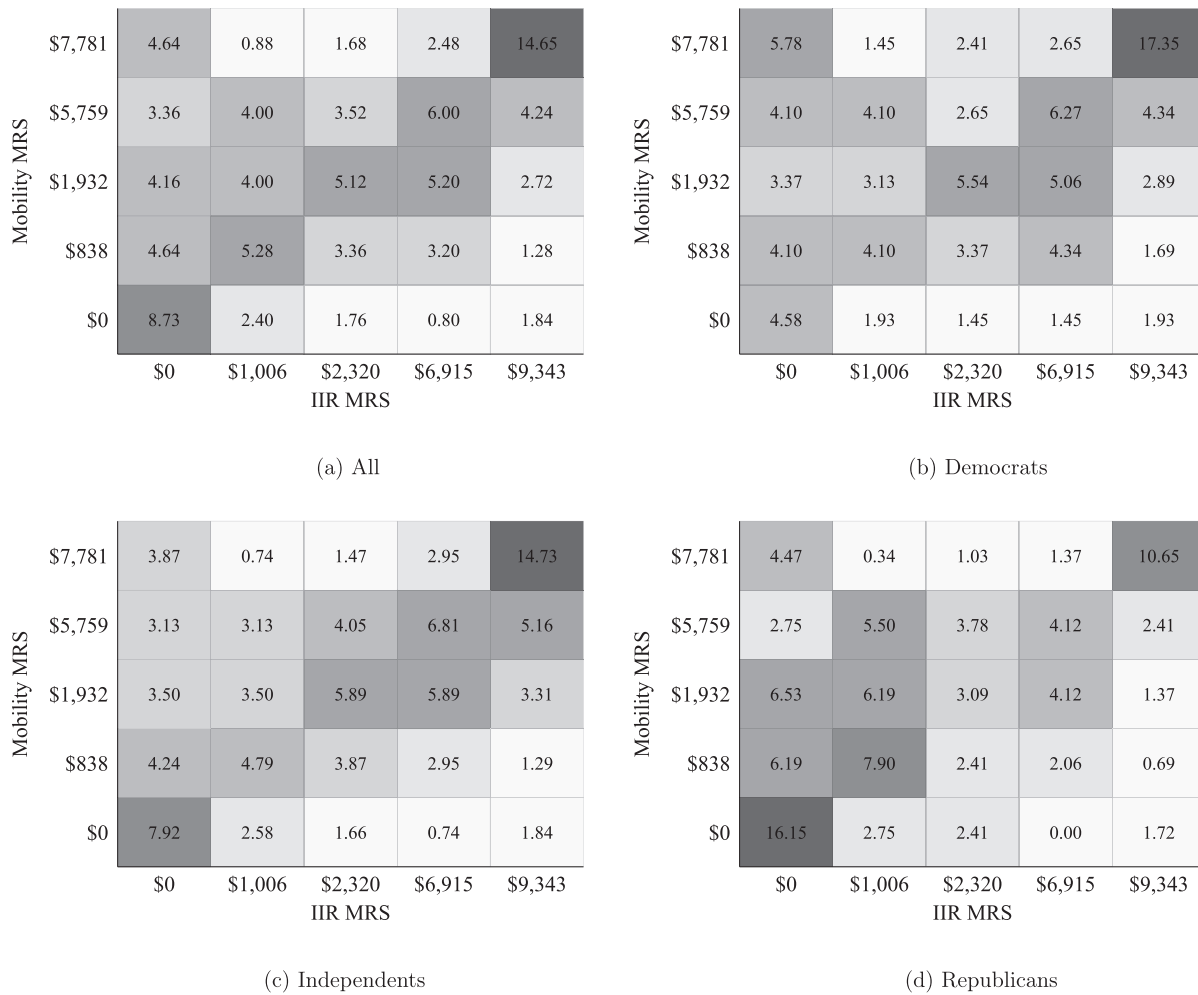 Mobility MRS
$7,781 4.64 0.88 1.68 2.48 14.65
$5,759 3.36 4.00 3.52 6.00 4.24
$1,932 4.16 4.00 5.12 5.20 2.72
$838 4.64 5.28 3.36 3.20 1.28
$0 8.73 2.40 1.76 0.80 1.84
$0 $1,006 $2,320 $6,915 $9,343
IIR MRS
(a) All
Mobility MRS
$7,781 5.78 1.45 2.41 2.65 17.35
$5,759 4.10 4.10 2.65 6.27 4.34
$1,932 3.37 3.13 5.54 5.06 2.89
$838 4.10 4.10 3.37 4.34 1.69
$0 4.58 1.93 1.45 1.45 1.93
$0 $1,006 $2,320 $6,915 $9,343
IIR MRS
(b) Democrats
Mobility MRS
$7,781 3.87 0.74 1.47 2.95 14.73
$5,759 3.13 3.13 4.05 6.81 5.16
$1,932 3.50 3.50 5.89 5.89 3.31
$838 4.24 4.79 3.87 2.95 1.29
$0 7.92 2.58 1.66 0.74 1.84
$0 $1,006 $2,320 $6,915 $9,343
IIR MRS
(c) Independents
Mobility MRS
$7,781 4.47 0.34 1.03 1.37 10.65
$5,759 2.75 5.50 3.78 4.12 2.41
$1,932 6.53 6.19 3.09 4.12 1.37
$838 6.19 7.90 2.41 2.06 0.69
$0 16.15 2.75 2.41 0.00 1.72
$0 $1,006 $2,320 $6,915 $9,343
IIR MRS
(d) Republicans